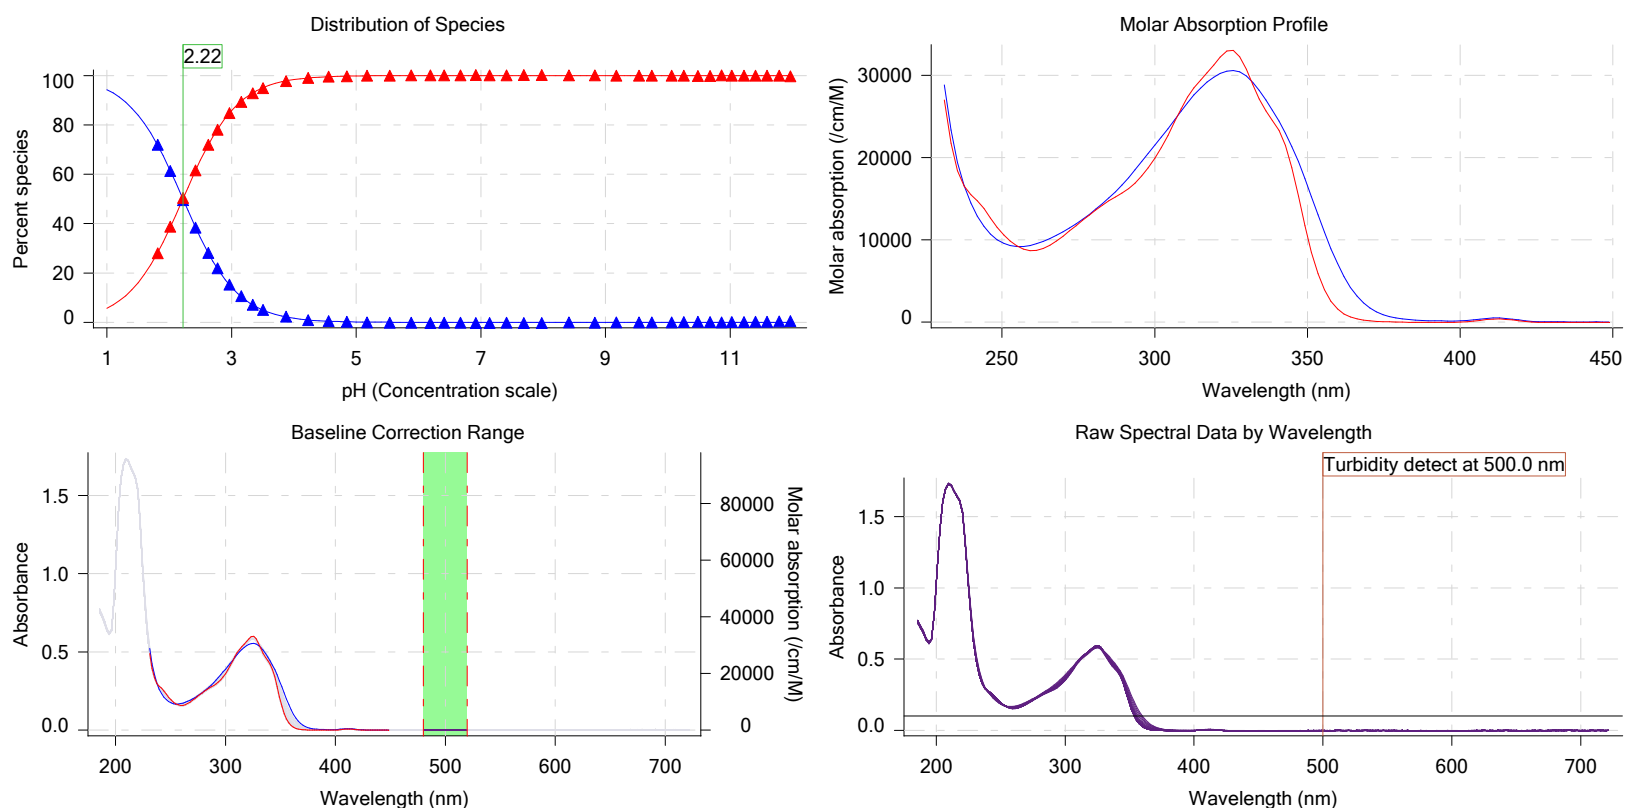 Distribution of Species
2.22
100
80
60
40
20
0
Percent species
1 3 5 7 9 11
pH (Concentration scale)
Molar Absorption Profile
30000
20000
10000
0
Molar absorption (/cm/M)
250 300 350 400 450
Wavelength (nm)
Baseline Correction Range
1.5
1.0
0.5
0.0
Absorbance
80000
60000
40000
20000
0
Molar absorption (/cm/M)
200 300 400 500 600 700
Wavelength (nm)
Raw Spectral Data by Wavelength
Turbidity detect at 500.0 nm
1.5
1.0
0.5
0.0
Absorbance
200 300 400 500 600 700
Wavelength (nm)